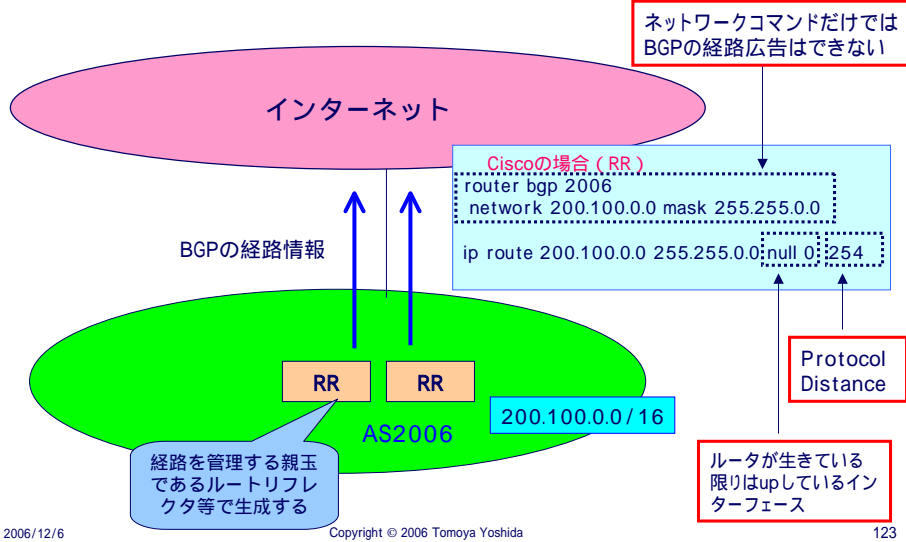 ネットワークコマンドだけでは
BGPの経路広告はできない
インターネット
Ciscoの場合（RR）
router bgp 2006
network 200.100.0.0 mask 255.255.0.0
ip route 200.100.0.0 255.255.0.0 null 0 254
BGPの経路情報
Protocol
Distance
RR
RR
200.100.0.0/16
AS2006
経路を管理する親玉
であるルートリフレ
クタ等で生成する
ルータが生きている
限りはupしているイン
ターフェース
2006/12/6
Copyright © 2006 Tomoya Yoshida
123